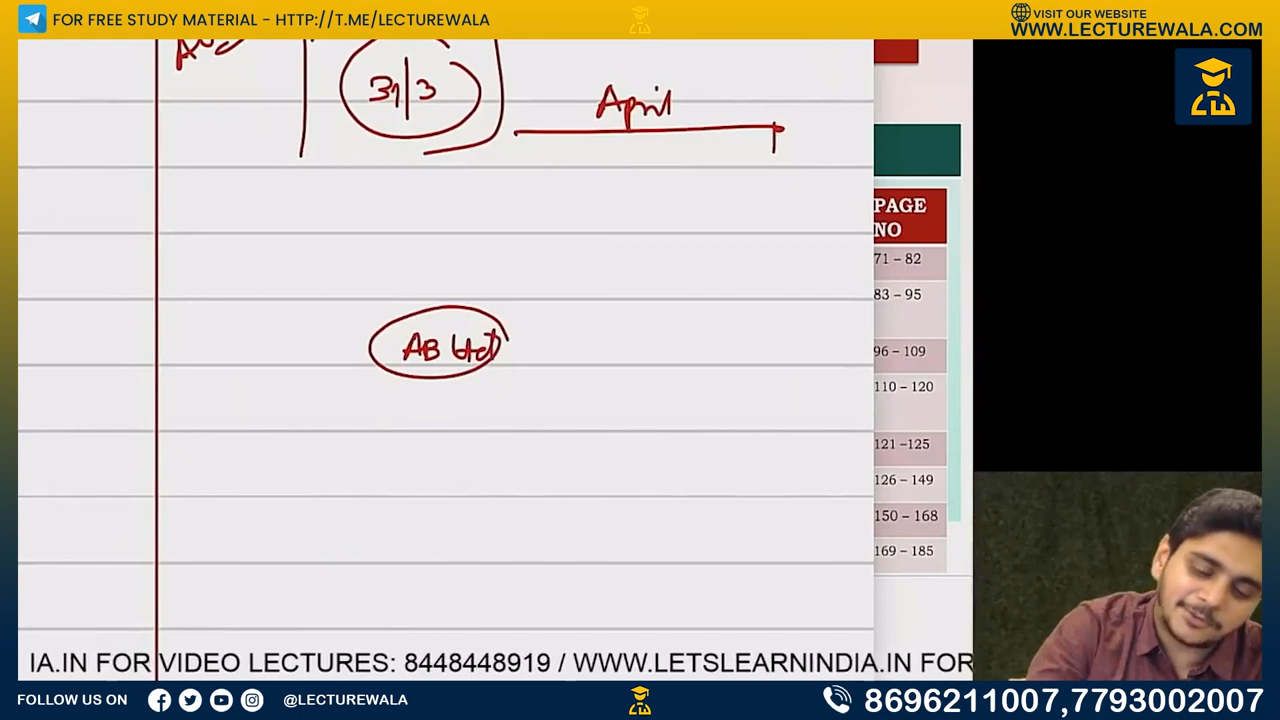 FOR FREE STUDY MATERIAL - HTTP://T.ME/LECTUREWALA
VISIT OUR WEBSITE
WWW.LECTUREWALA.COM
31/3
April
PAGE
NO
71 – 82
83 – 95
AB Ltd
96 – 109
110 – 120
121 –125
126 – 149
150 – 168
169 – 185
IA.IN FOR VIDEO LECTURES: 8448448919 / WWW.LETSLEARNINDIA.IN FOR
FOLLOW US ON
@LECTUREWALA
8696211007,7793002007